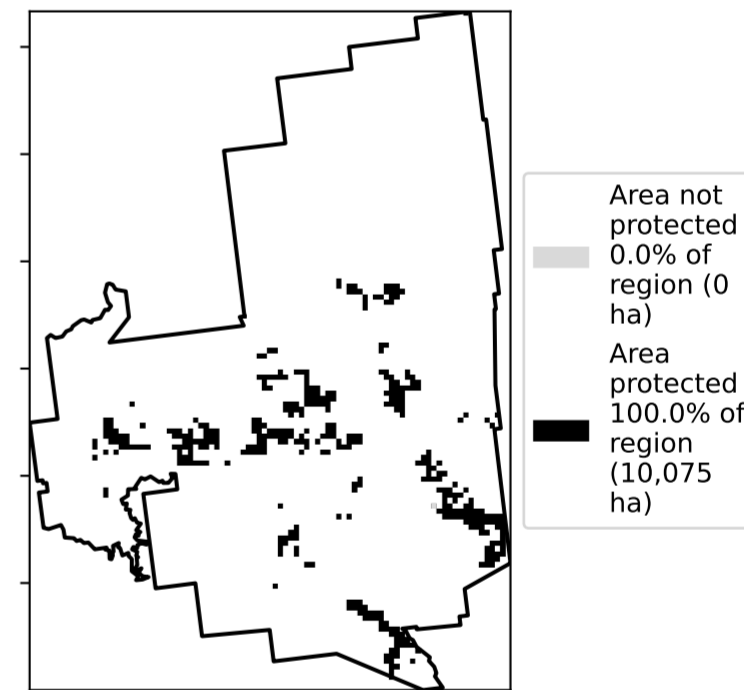 Area not
protected
0.0% of
region (0
ha)
Area
protected
100.0% of
region
(10,075
ha)